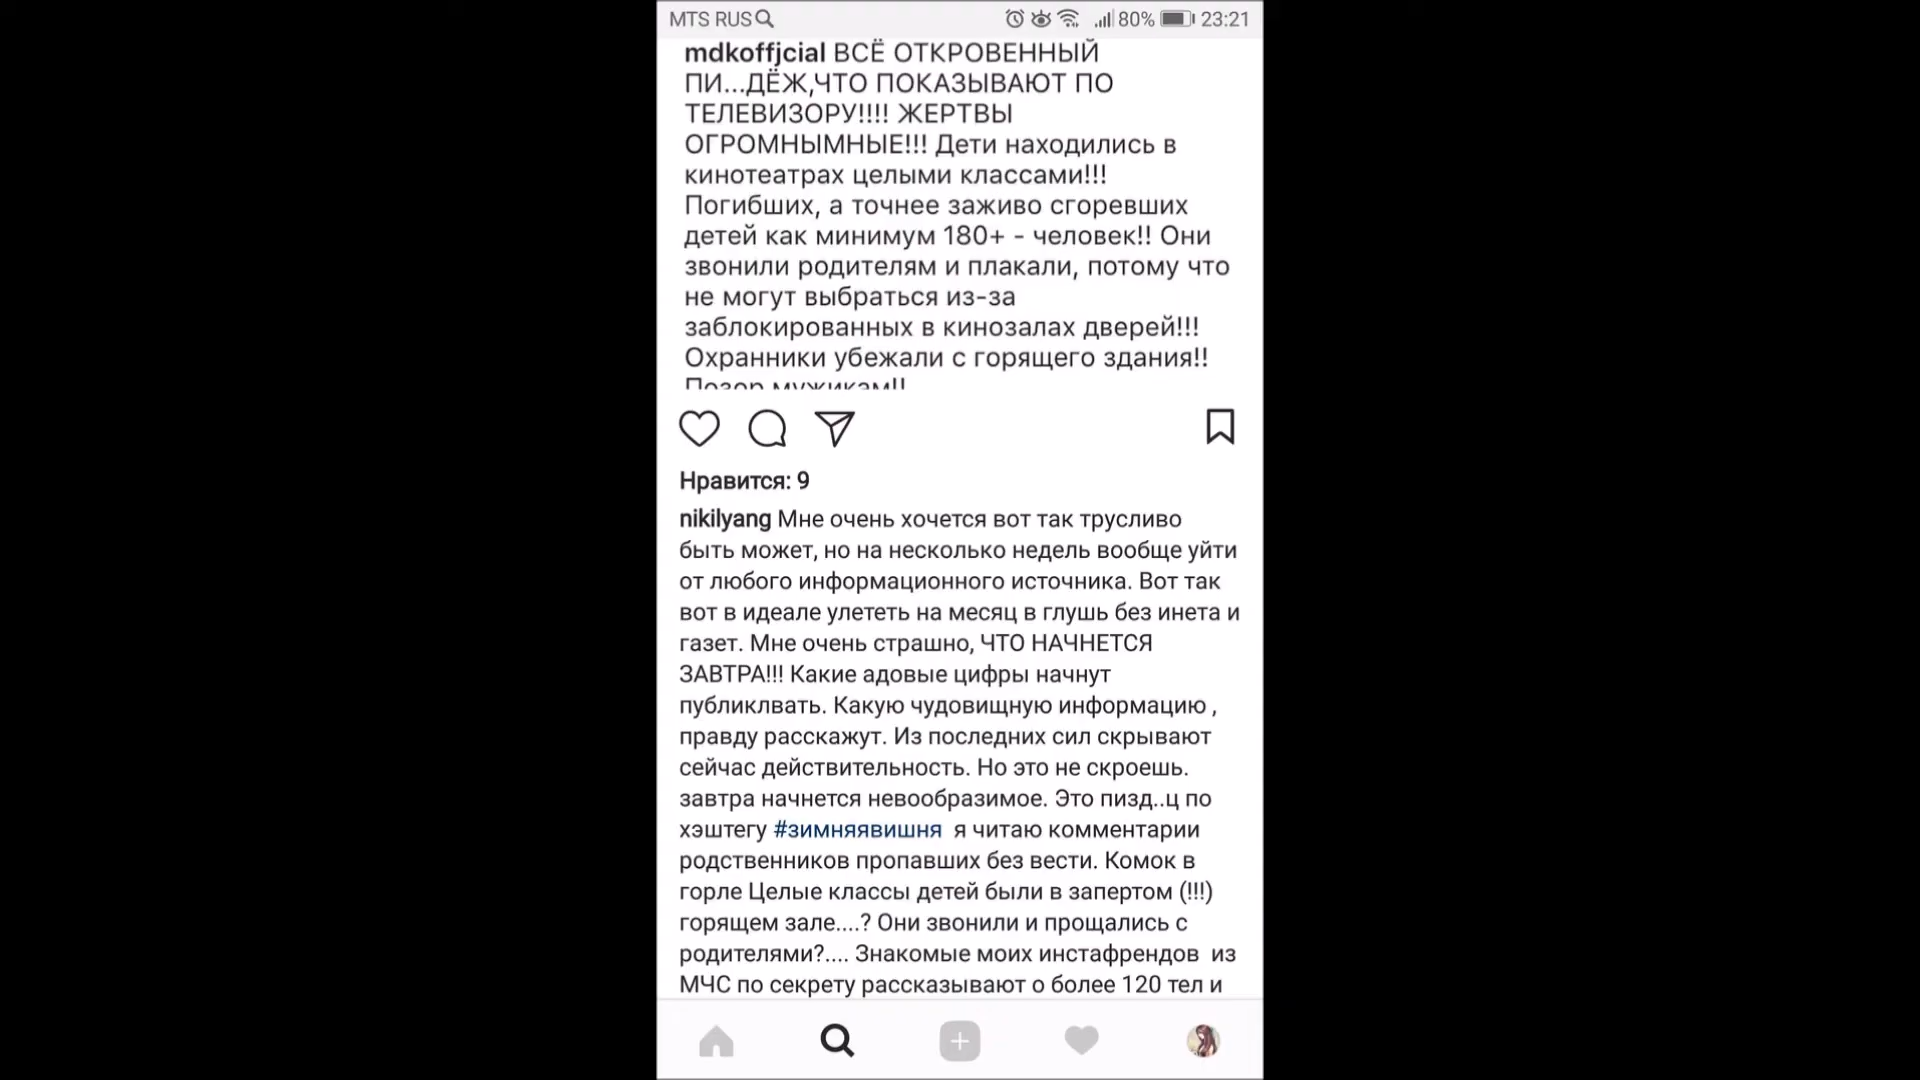 MTS RUS 80% 23:21
mdkoffjcial ВСЁ ОТКРОВЕННЫЙ
ПИ...ДЁЖ,ЧТО ПОКАЗЫВАЮТ ПО
ТЕЛЕВИЗОРУ!!!! ЖЕРТВЫ
ОГРОМНЫМНЫЕ!!! Дети находились в
кинотеатрах целыми классами!!!
Погибших, а точнее заживо сгоревших
детей как минимум 180+ - человек!! Они
звонили родителям и плакали, потому что
не могут выбраться из-за
заблокированных в кинозалах дверей!!!
Охранники убежали с горящего здания!!
Позор мужикам!!
Нравится: 9
nikilyang Мне очень хочется вот так трусливо
быть может, но на несколько недель вообще уйти
от любого информационного источника. Вот так
вот в идеале улететь на месяц в глушь без инета и
газет. Мне очень страшно, ЧТО НАЧНЕТСЯ
ЗАВТРА!!! Какие адовые цифры начнут
публиклвать. Какую чудовищную информацию ,
правду расскажут. Из последних сил скрывают
сейчас действительность. Но это не скроешь.
завтра начнется невообразимое. Это пизд..ц по
хэштегу #зимняявишня я читаю комментарии
родственников пропавших без вести. Комок в
горле Целые классы детей были в запертом (!!!)
горящем зале....? Они звонили и прощались с
родителями?.... Знакомые моих инстафрендов из
МЧС по секрету рассказывают о более 120 тел и